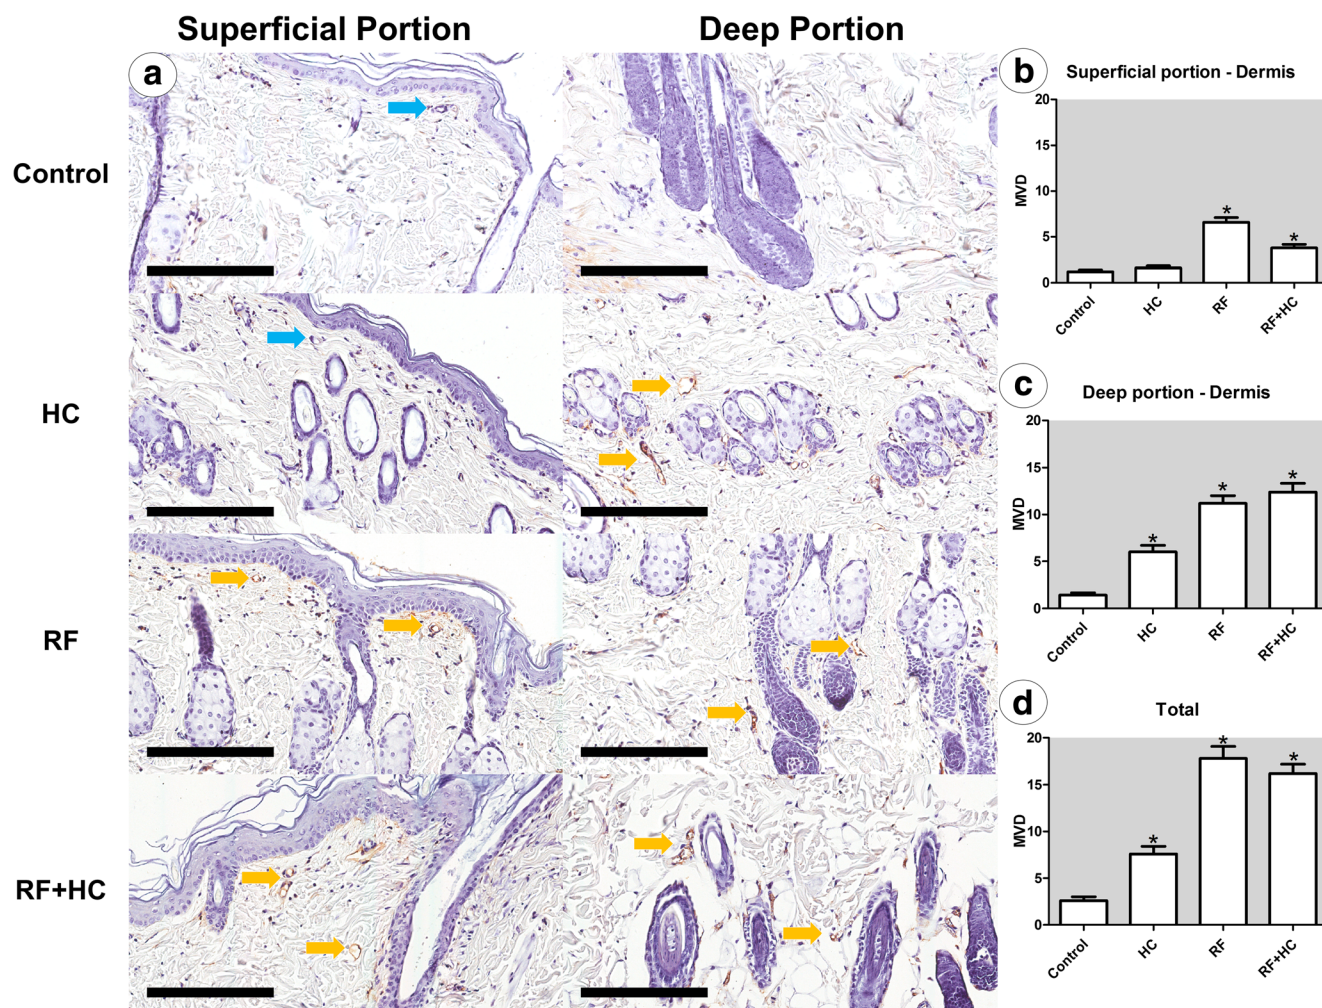 Superficial Portion
Deep Portion
a
Control
HC
RF
RF+HC
b
Superficial portion - Dermis
20
15
10
5
0
MVD
*
*
Control
HC
RF
RF+HC
c
Deep portion - Dermis
20
15
10
5
0
MVD
*
*
*
Control
HC
RF
RF+HC
d
Total
20
15
10
5
0
MVD
*
*
*
Control
HC
RF
RF+HC